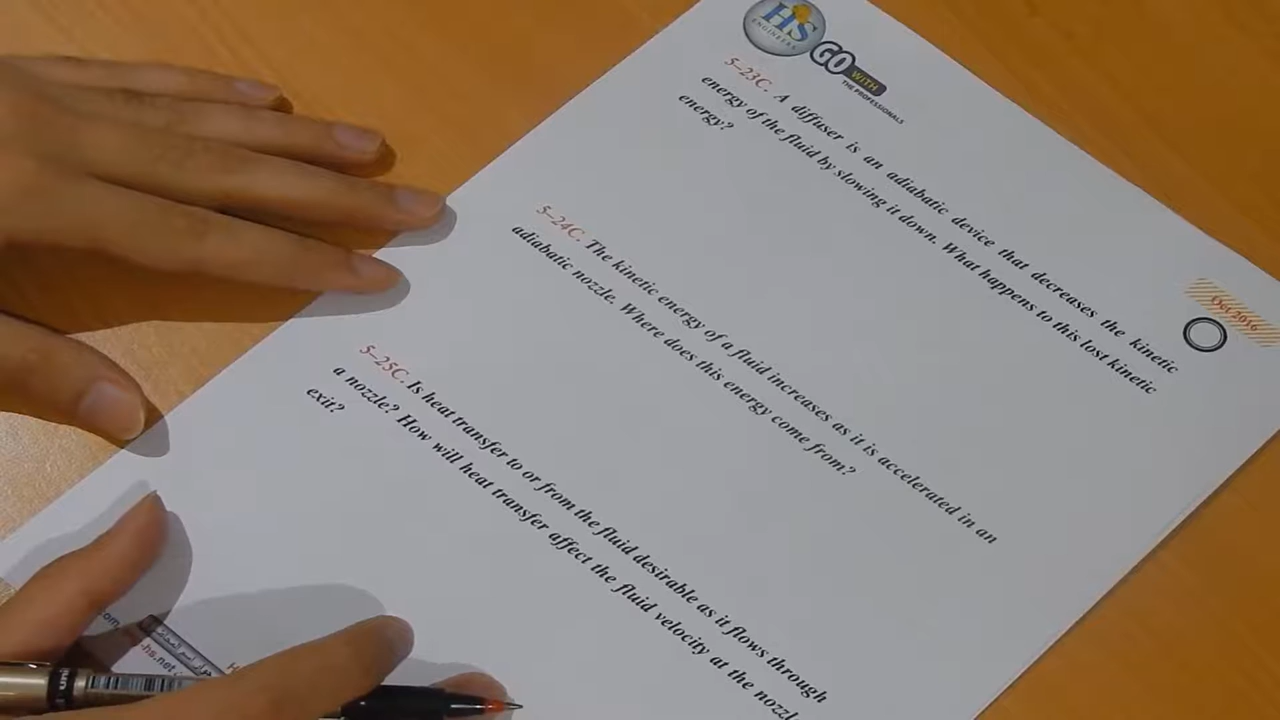 HS
ENGINEERS
GO
WITH
THE PROFESSIONALS
5–23C. A diffuser is an adiabatic device that decreases the kinetic
energy of the fluid by slowing it down. What happens to this lost kinetic
energy?
Oct 2016
5–24C. The kinetic energy of a fluid increases as it is accelerated in an
adiabatic nozzle. Where does this energy come from?
5–25C. Is heat transfer to or from the fluid desirable as it flows through
a nozzle? How will heat transfer affect the fluid velocity at the nozzl
exit?
-hs.net
uni